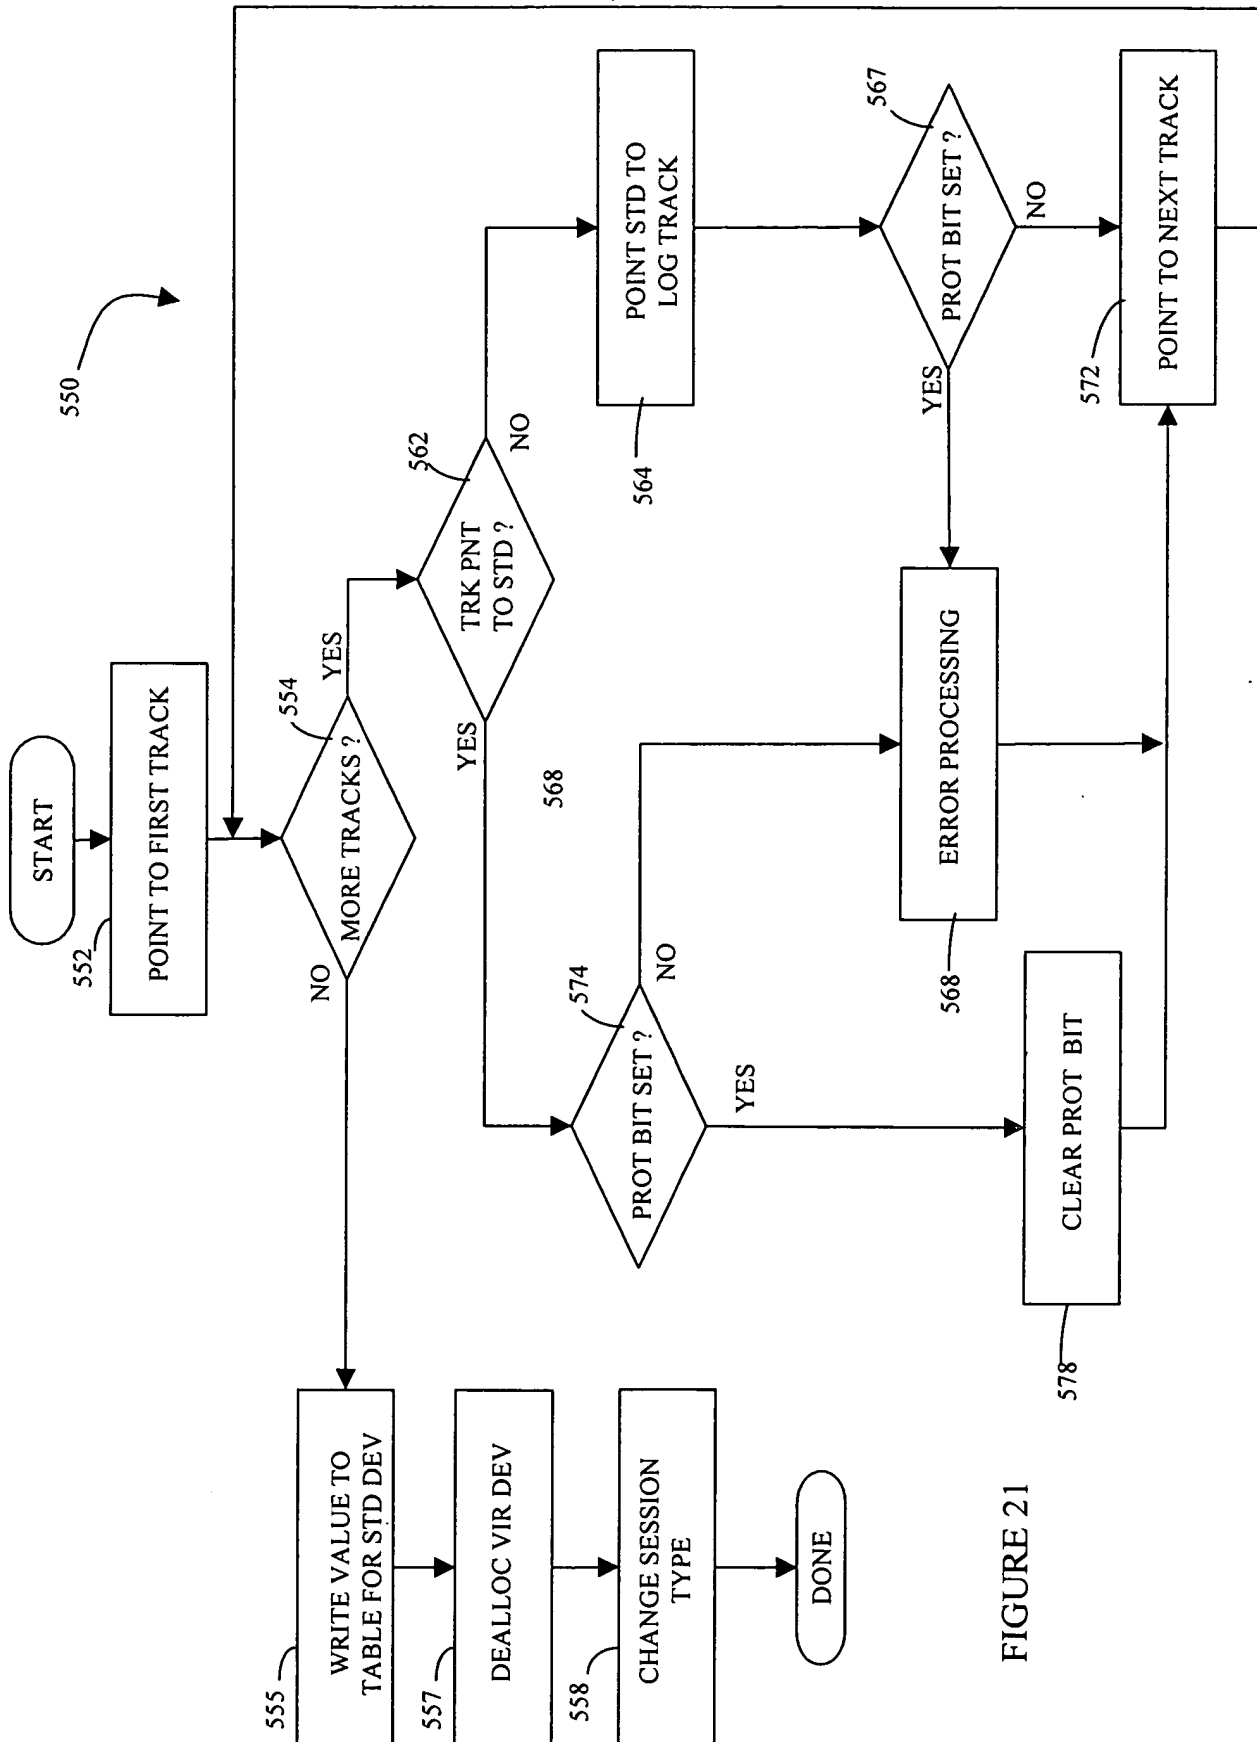 START
552
POINT TO FIRST TRACK
550
554
MORE TRACKS ?
NO
YES
562
TRK PNT
TO STD ?
YES
NO
555
WRITE VALUE TO
TABLE FOR STD DEV
557
DEALLOC VIR DEV
558
CHANGE SESSION
TYPE
DONE
568
574
PROT BIT SET ?
NO
YES
564
POINT STD TO
LOG TRACK
567
PROT BIT SET ?
YES
NO
568
ERROR PROCESSING
578
CLEAR PROT BIT
572
POINT TO NEXT TRACK
FIGURE 21